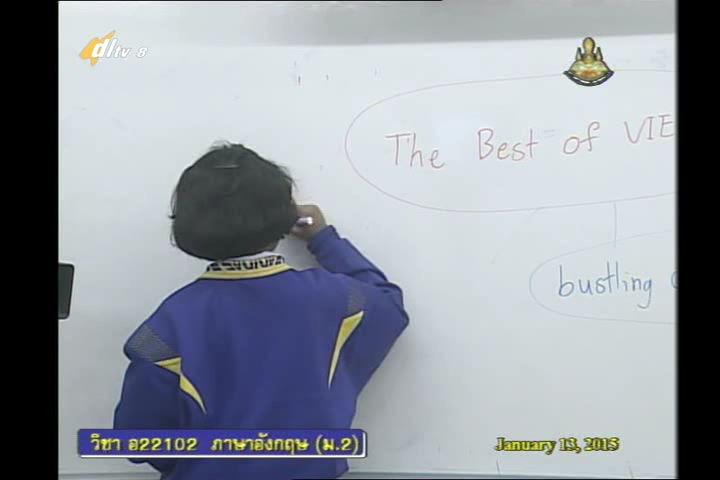 dltv 8
The Best of VIE
bustling
วิชา อ22102 ภาษาอังกฤษ (ม.2)
January 13, 2015